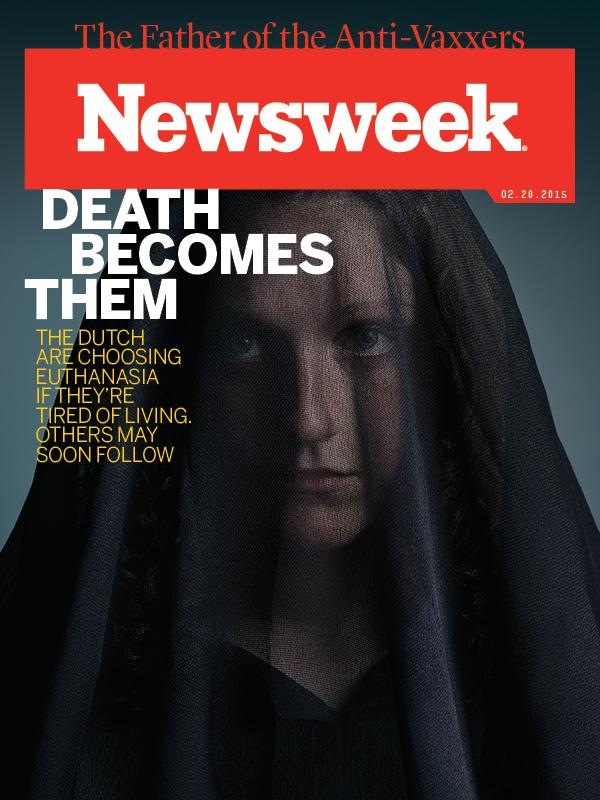 The Father of the Anti-Vaxxers
Newsweek
02.20.2015
DEATH
BECOMES
THEM
THE DUTCH
ARE CHOOSING
EUTHANASIA
IF THEY'RE
TIRED OF LIVING.
OTHERS MAY
SOON FOLLOW